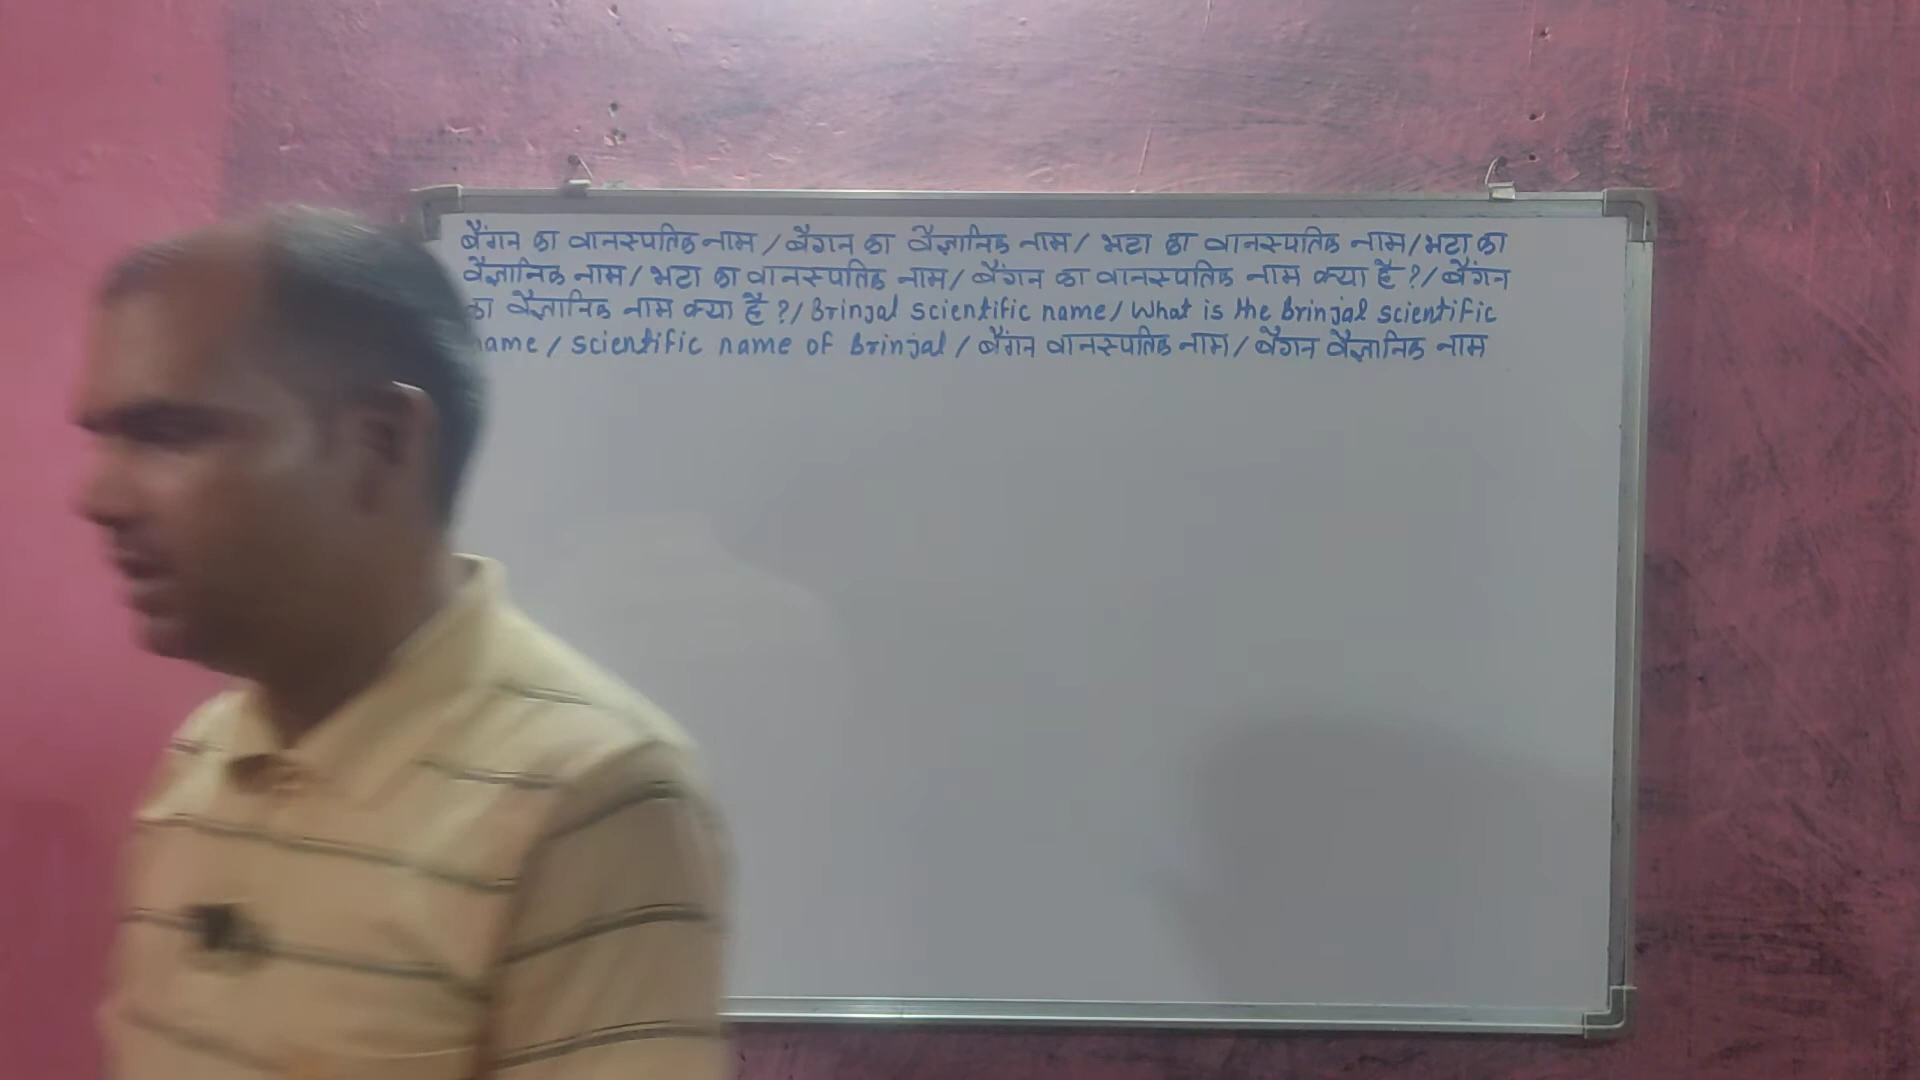 बैंगन का वानस्पतिक नाम / बैगन का वैज्ञानिक नाम / भटा का वानस्पतिक नाम / भटा का
वैज्ञानिक नाम / भटा का वानस्पतिक नाम / बैंगन का वानस्पतिक नाम क्या है ? / बैंगन
का वैज्ञानिक नाम क्या है ? / Brinjal scientific name / What is the Brinjal scientific
ame / scientific name of Brinjal / बैंगन वानस्पतिक नाम / बैगन वैज्ञानिक नाम